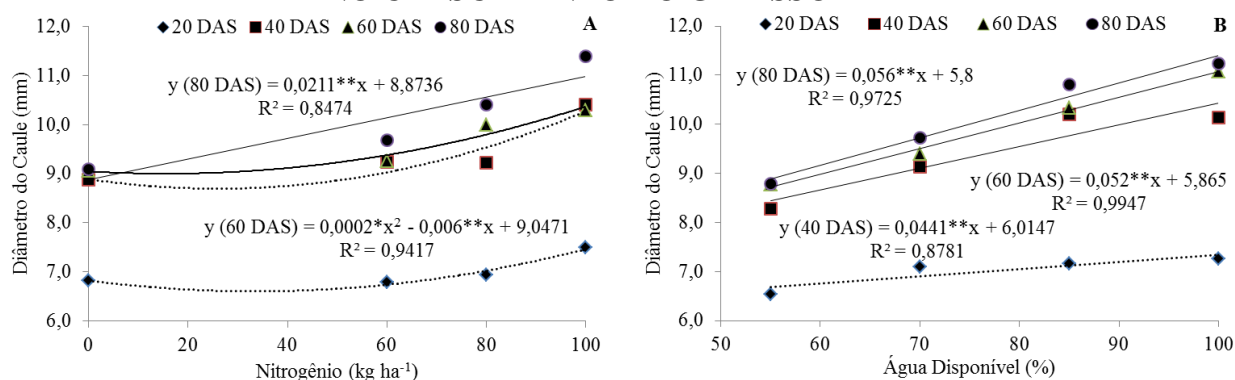 20 DAS 40 DAS 60 DAS 80 DAS
A
Diâmetro do Caule (mm)
12,0
11,0
10,0
9,0
8,0
7,0
6,0
y (80 DAS) = 0,0211**x + 8,8736
R² = 0,8474
y (60 DAS) = 0,0002*x² - 0,006**x + 9,0471
R² = 0,9417
0 20 40 60 80 100
Nitrogênio (kg ha⁻¹)
20 DAS 40 DAS 60 DAS 80 DAS
B
Diâmetro do Caule (mm)
12,0
11,0
10,0
9,0
8,0
7,0
6,0
y (80 DAS) = 0,056**x + 5,8
R² = 0,9725
y (60 DAS) = 0,052**x + 5,865
R² = 0,9947
y (40 DAS) = 0,0441**x + 6,0147
R² = 0,8781
50 60 70 80 90 100
Água Disponível (%)